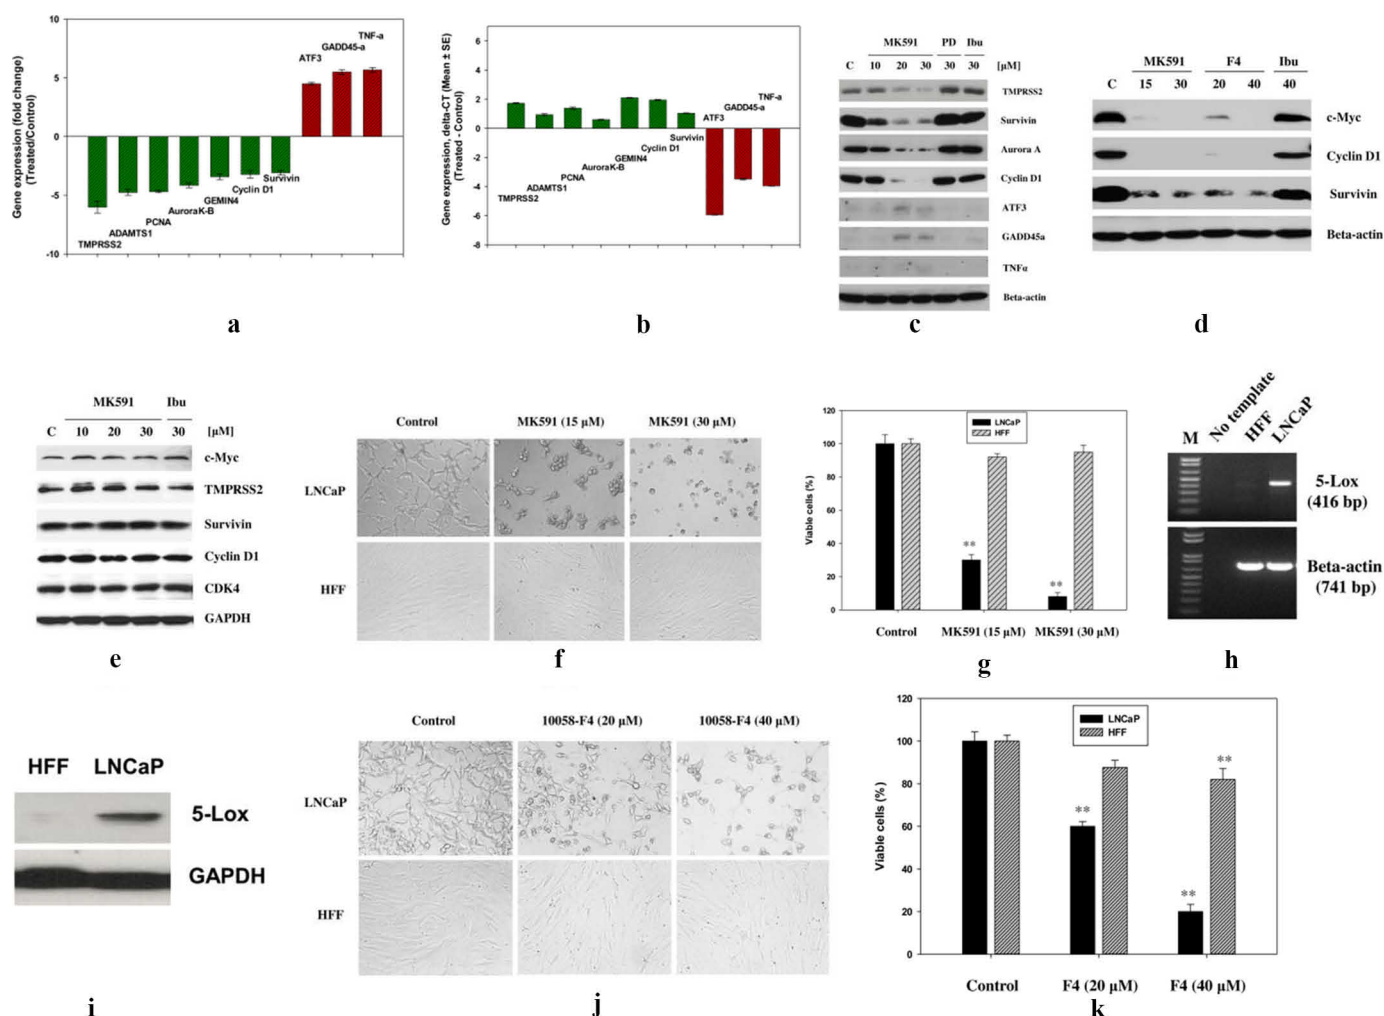 Gene expression (fold change)
(Treated/Control)
10
5
0
-5
-10
TMPRSS2
ADAMTS1
PCNA
AuroraK-B
GEMIN4
Cyclin D1
Survivin
ATF3
GADD45-a
TNF-a
a
Gene expression, delta-CT (Mean ± SE)
(Treated - Control)
6
4
2
0
-2
-4
-6
-8
TMPRSS2
ADAMTS1
PCNA
AuroraK-B
GEMIN4
Cyclin D1
Survivin
ATF3
GADD45-a
TNF-a
b
MK591 PD Ibu
C 10 20 30 30 30 [µM]
TMPRSS2
Survivin
Aurora A
Cyclin D1
ATF3
GADD45a
TNFα
Beta-actin
c
MK591 F4 Ibu
C 15 30 20 40 40
c-Myc
Cyclin D1
Survivin
Beta-actin
d
MK591 Ibu
C 10 20 30 30 [µM]
c-Myc
TMPRSS2
Survivin
Cyclin D1
CDK4
GAPDH
e
Control MK591 (15 µM) MK591 (30 µM)
LNCaP
HFF
f
Viable cells (%)
120
100
80
60
40
20
0
LNCaP
HFF
**
**
Control MK591 (15 µM) MK591 (30 µM)
g
M No template HFF LNCaP
5-Lox
(416 bp)
Beta-actin
(741 bp)
h
HFF LNCaP
5-Lox
GAPDH
i
Control 10058-F4 (20 µM) 10058-F4 (40 µM)
LNCaP
HFF
j
Viable cells (%)
120
100
80
60
40
20
0
LNCaP
HFF
**
**
**
Control F4 (20 µM) F4 (40 µM)
k